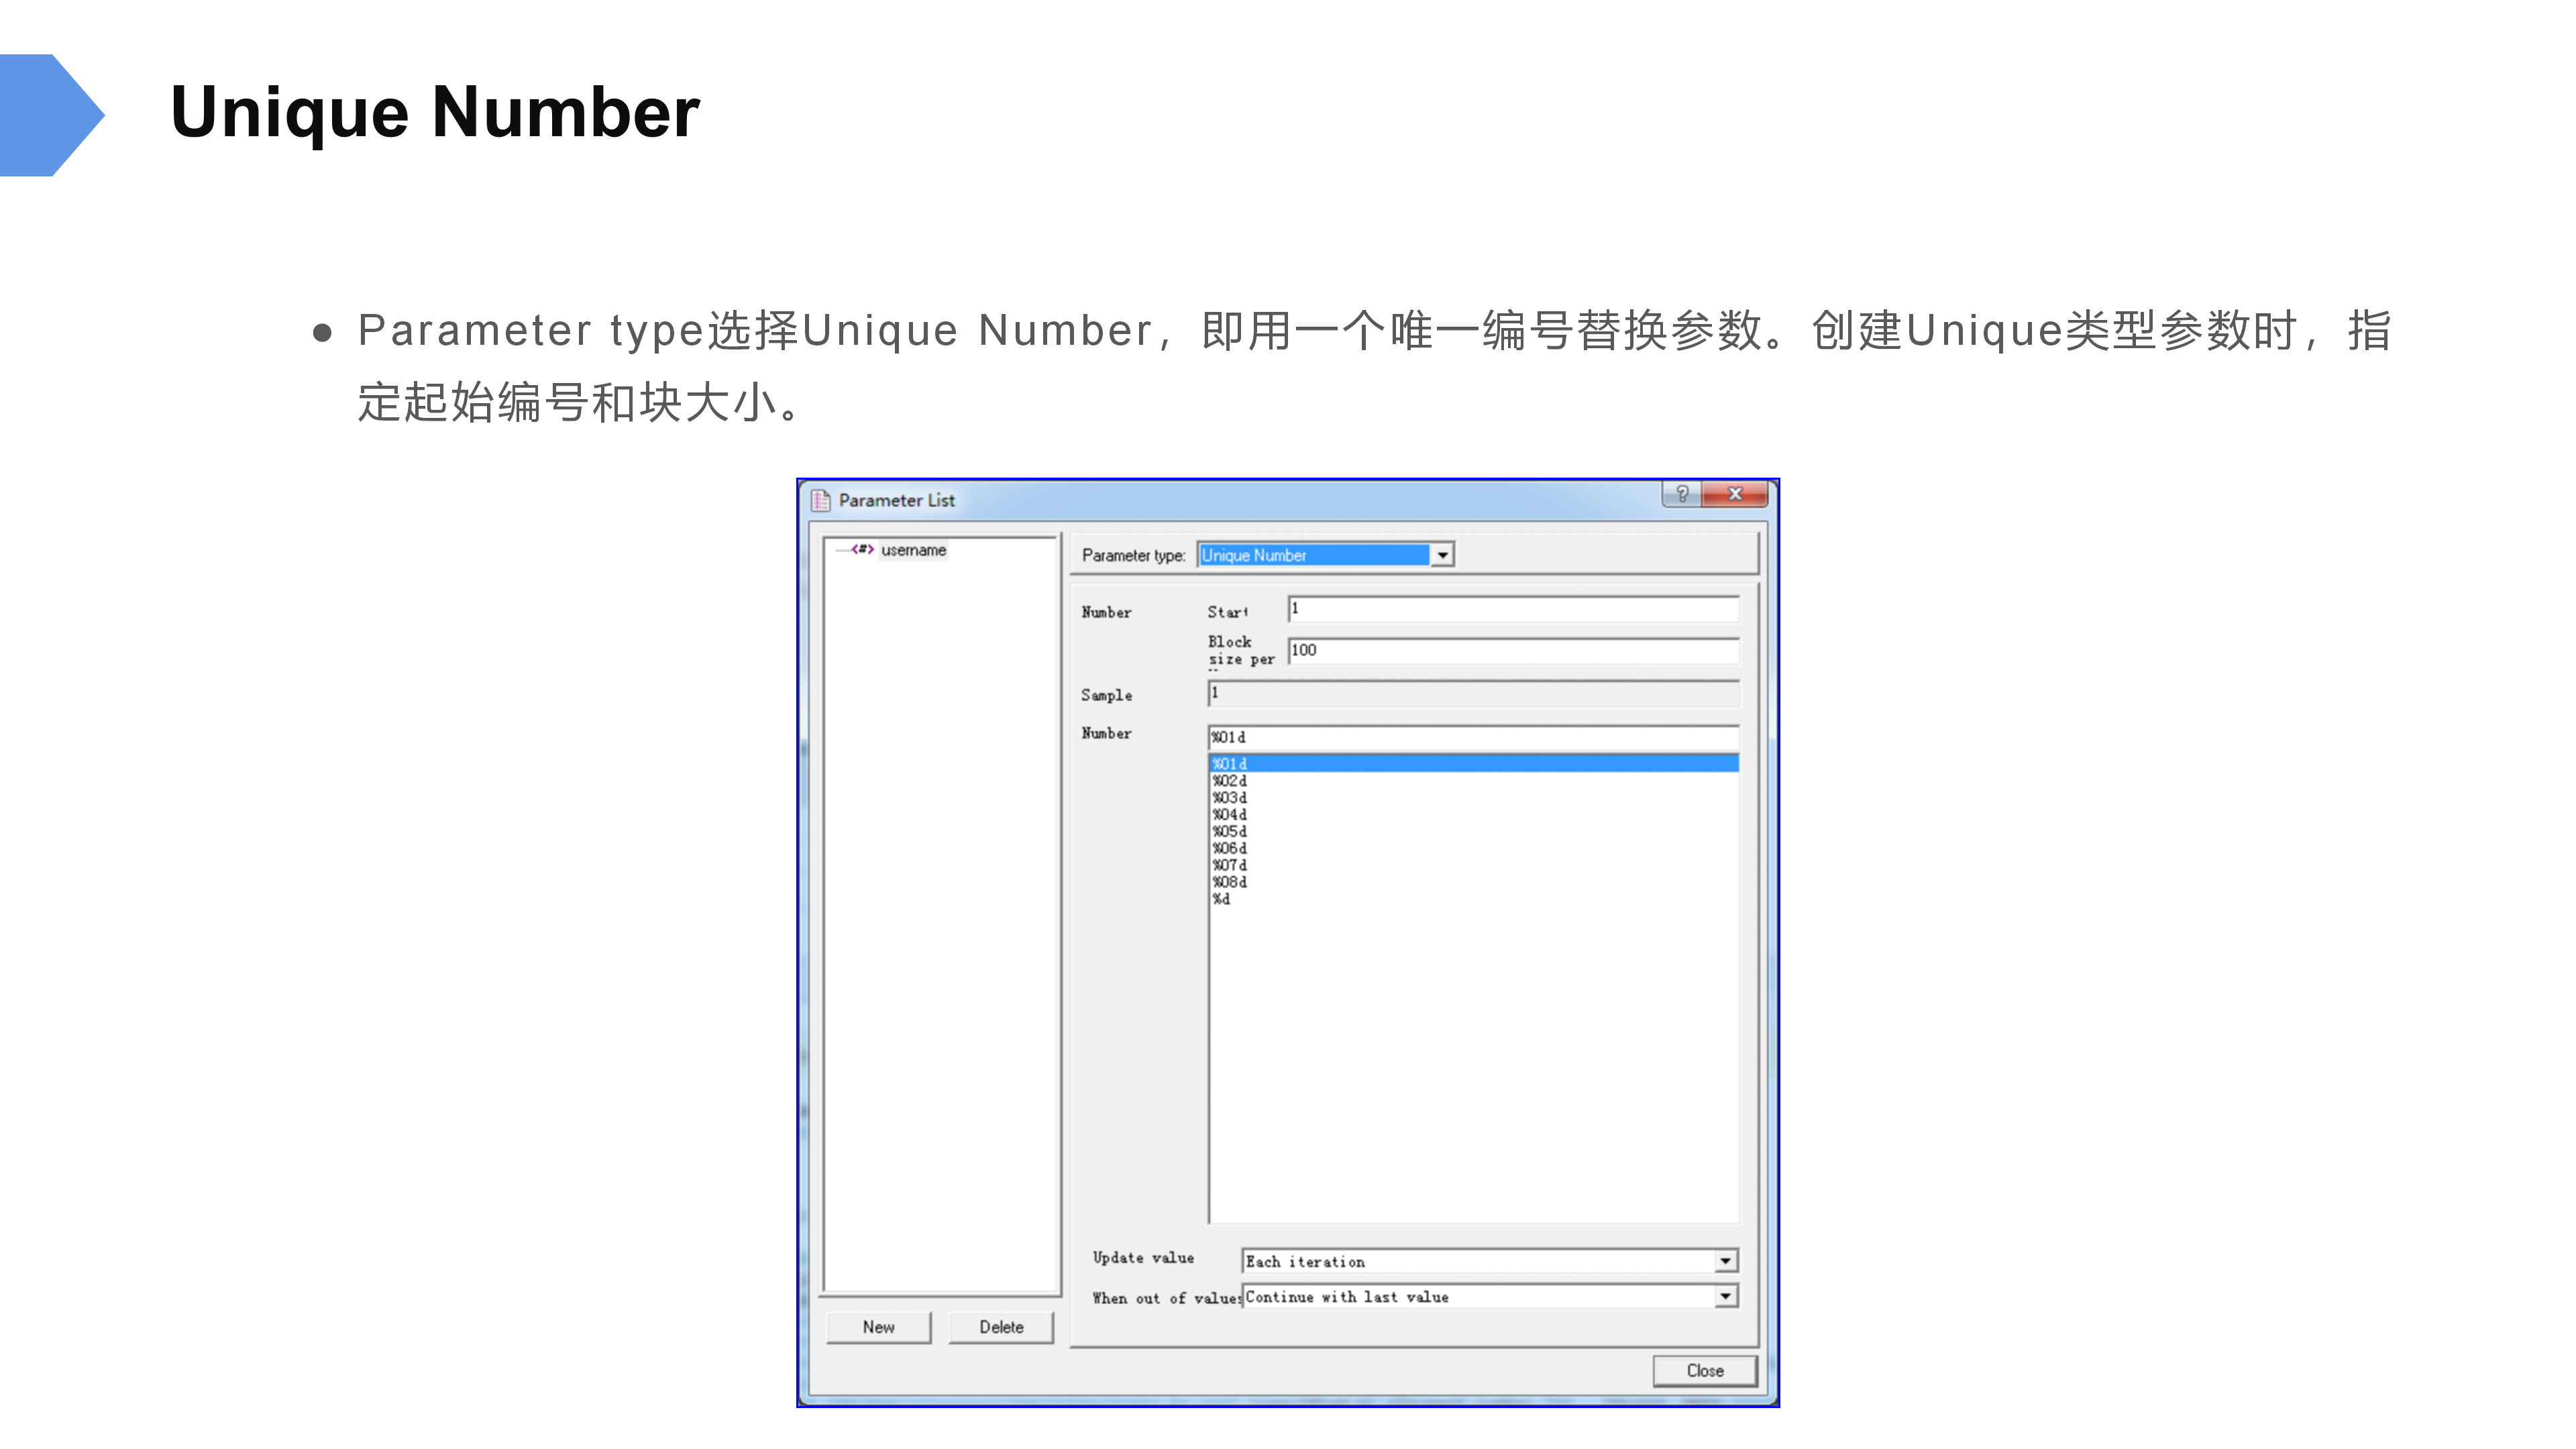 Unique Number
● Parameter type选择Unique Number，即用一个唯一编号替换参数。创建Unique类型参数时，指
定起始编号和块大小。
Parameter List
<#> username
Parameter type: Unique Number
Number Start 1
Block
size per 100
Sample 1
Number %01d
%01d
%02d
%03d
%04d
%05d
%06d
%07d
%08d
%d
Update value Each iteration
When out of values Continue with last value
New Delete
Close